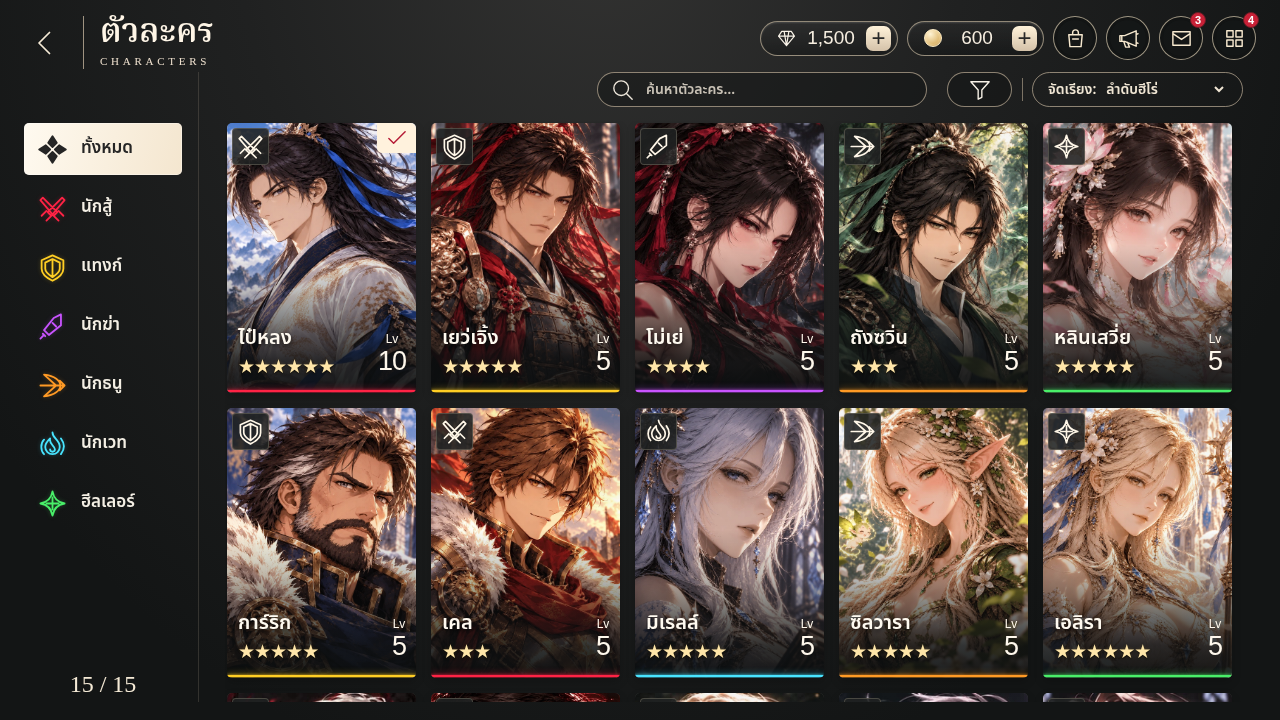 ตัวละคร
CHARACTERS
1,500
600
3
4
ค้นหาตัวละคร...
จัดเรียง: ลำดับฮีโร่
ทั้งหมด
นักสู้
แทงก์
นักฆ่า
นักธนู
นักเวท
ฮีลเลอร์
15 / 15
ไป๋หลง
Lv
10
เยว่เจิ้ง
Lv
5
โม่เย่
Lv
5
ถังซวิ่น
Lv
5
หลินเสวี่ย
Lv
5
การ์ริก
Lv
5
เคล
Lv
5
มิเรลล์
Lv
5
ซิลวารา
Lv
5
เอลิรา
Lv
5